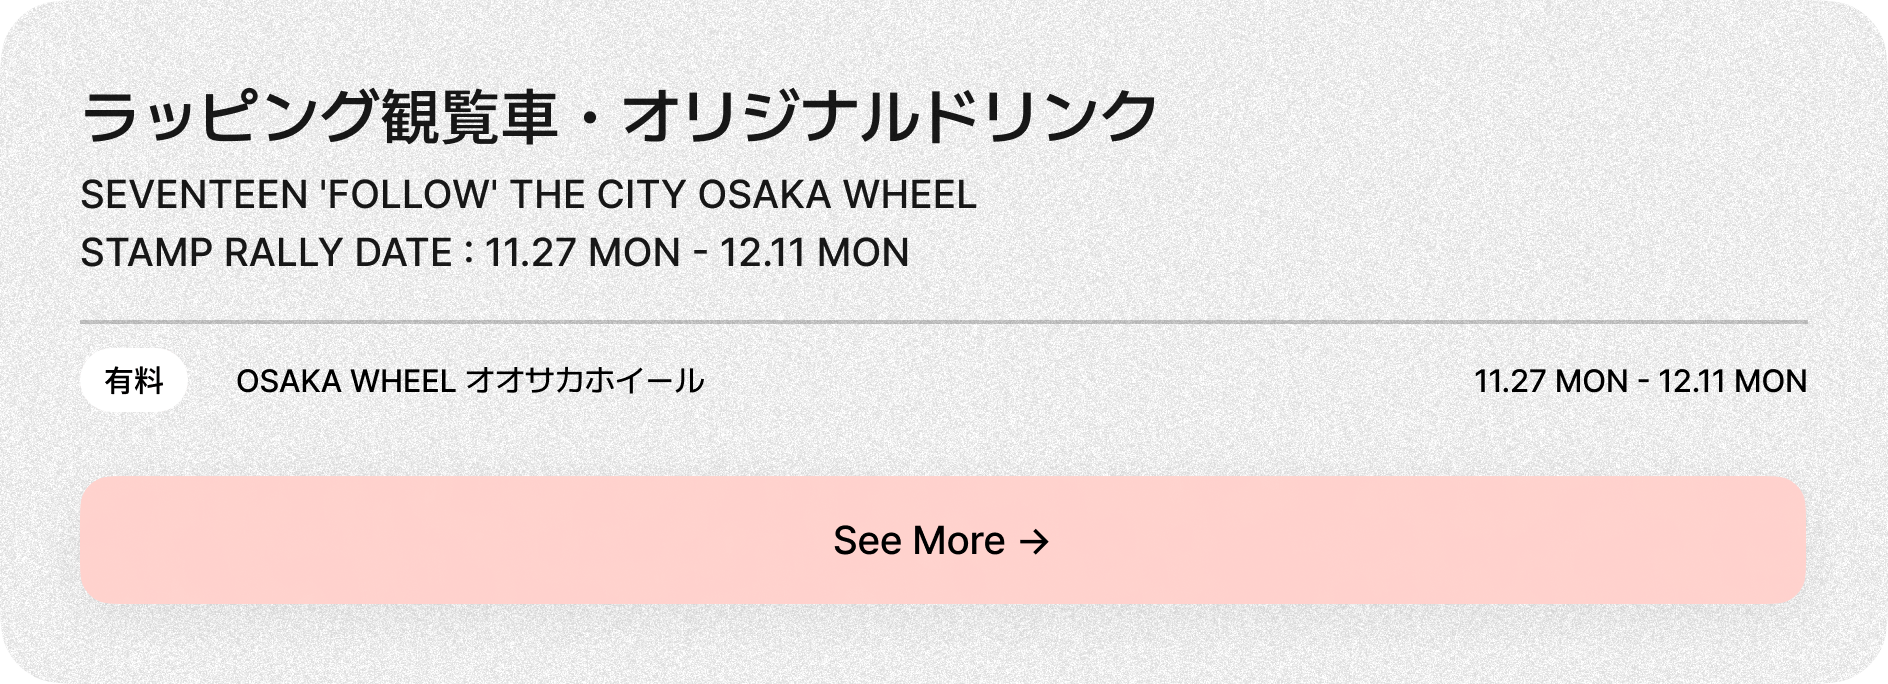 ラッピング観覧車・オリジナルドリンク
SEVENTEEN 'FOLLOW' THE CITY OSAKA WHEEL
STAMP RALLY DATE : 11.27 MON - 12.11 MON
有料 OSAKA WHEEL オオサカホイール 11.27 MON - 12.11 MON
See More →